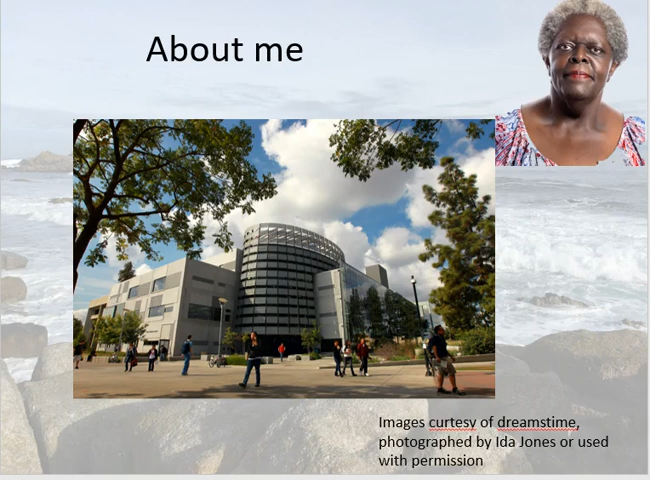 About me
Images curtesy of dreamstime,
photographed by Ida Jones or used
with permission